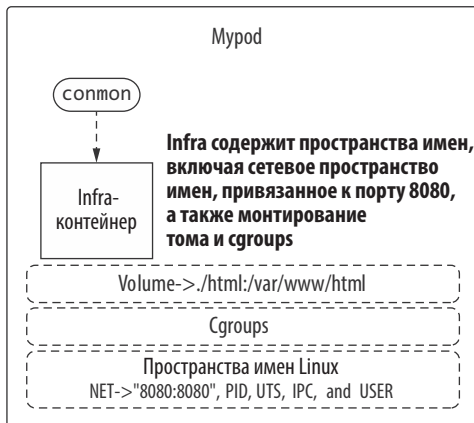 Mypod
conmon
Infra содержит пространства имен,
включая сетевое пространство
имен, привязанное к порту 8080,
а также монтирование
тома и cgroups
Infra-
контейнер
Volume->./html:/var/www/html
Cgroups
Пространства имен Linux
NET->"8080:8080", PID, UTS, IPC, and USER